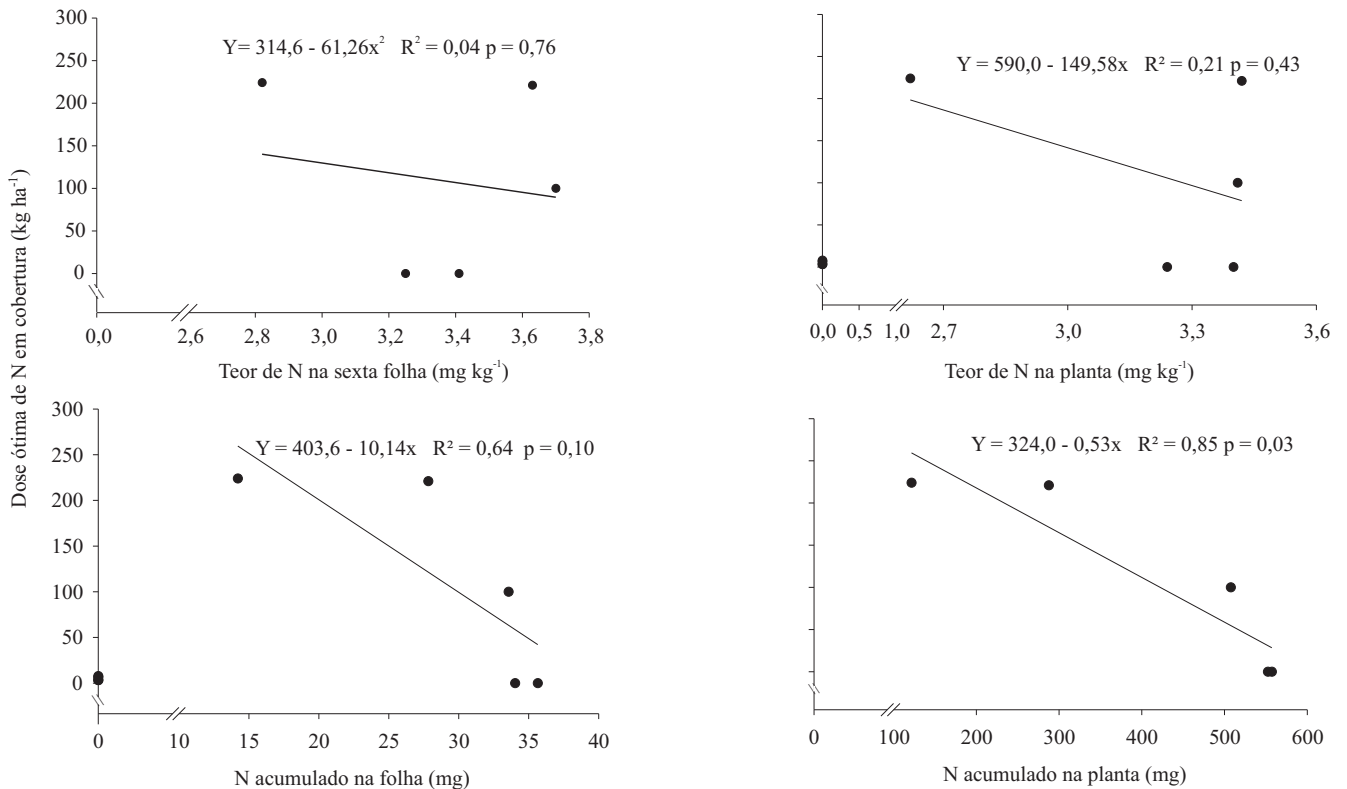 Dose ótima de N em cobertura (kg ha⁻¹)
300
250
200
150
100
50
0
Y= 314,6 - 61,26x² R² = 0,04 p = 0,76
0,0 2,6 2,8 3,0 3,2 3,4 3,6 3,8
Teor de N na sexta folha (mg kg⁻¹)
Y = 590,0 - 149,58x R² = 0,21 p = 0,43
0,0 0,5 1,0 2,7 3,0 3,3 3,6
Teor de N na planta (mg kg⁻¹)
300
250
200
150
100
50
0
Y = 403,6 - 10,14x R² = 0,64 p = 0,10
0 10 15 20 25 30 35 40
N acumulado na folha (mg)
Y = 324,0 - 0,53x R² = 0,85 p = 0,03
0 100 200 300 400 500 600
N acumulado na planta (mg)